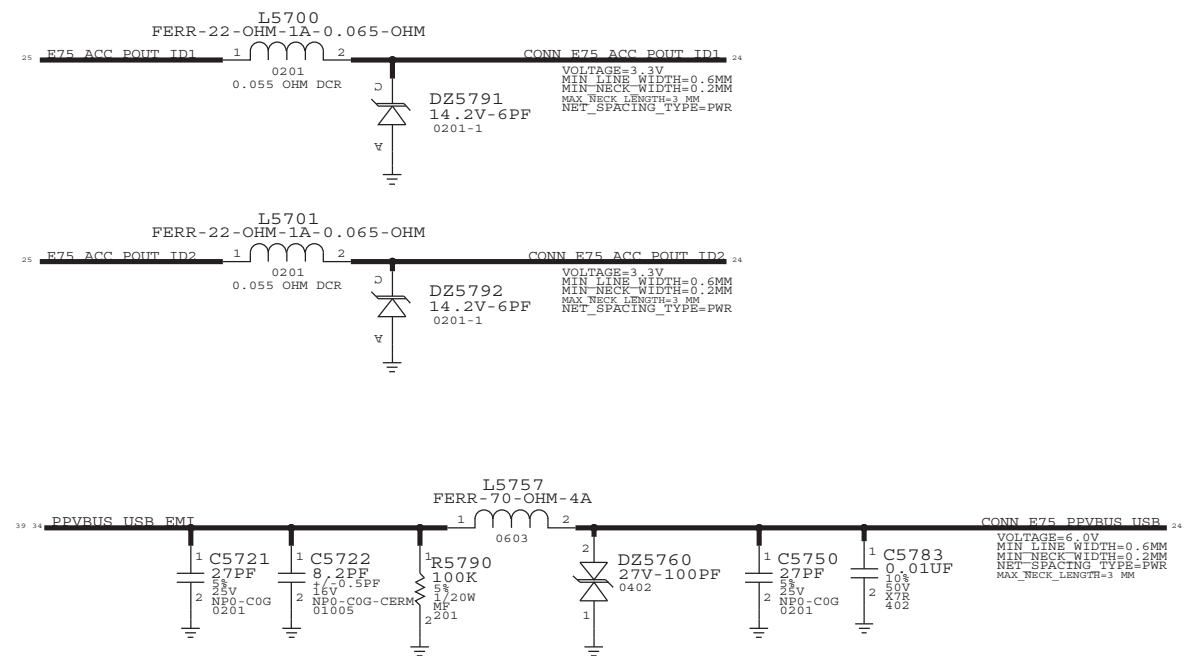 L5700
FERR-22-OHM-1A-0.065-OHM
25 E75_ACC_POUT_ID1 1 2 CONN_E75_ACC_POUT_ID1 24
0201
0.055 OHM DCR
VOLTAGE=3.3V
MIN_LINE_WIDTH=0.6MM
MIN_NECK_WIDTH=0.2MM
MAX_NECK_LENGTH=3 MM
NET_SPACING_TYPE=PWR
C
DZ5791
14.2V-6PF
0201-1
A
L5701
FERR-22-OHM-1A-0.065-OHM
25 E75_ACC_POUT_ID2 1 2 CONN_E75_ACC_POUT_ID2 24
0201
0.055 OHM DCR
VOLTAGE=3.3V
MIN_LINE_WIDTH=0.6MM
MIN_NECK_WIDTH=0.2MM
MAX_NECK_LENGTH=3 MM
NET_SPACING_TYPE=PWR
C
DZ5792
14.2V-6PF
0201-1
A
L5757
FERR-70-OHM-4A
39 34 PPVBUS_USB_EMI 1 2 CONN_E75_PPVBUS_USB 24
0603
VOLTAGE=6.0V
MIN_LINE_WIDTH=0.6MM
MIN_NECK_WIDTH=0.2MM
NET_SPACING_TYPE=PWR
MAX_NECK_LENGTH=3 MM
1
C5721
27PF
5%
25V
2
NP0-C0G
0201
1
C5722
8.2PF
+/-0.5PF
16V
2
NP0-C0G-CERM
01005
1
R5790
100K
5%
1/20W
MF
2
201
2
DZ5760
27V-100PF
0402
1
1
C5750
27PF
5%
25V
2
NP0-C0G
0201
1
C5783
0.01UF
10%
50V
2
X7R
402